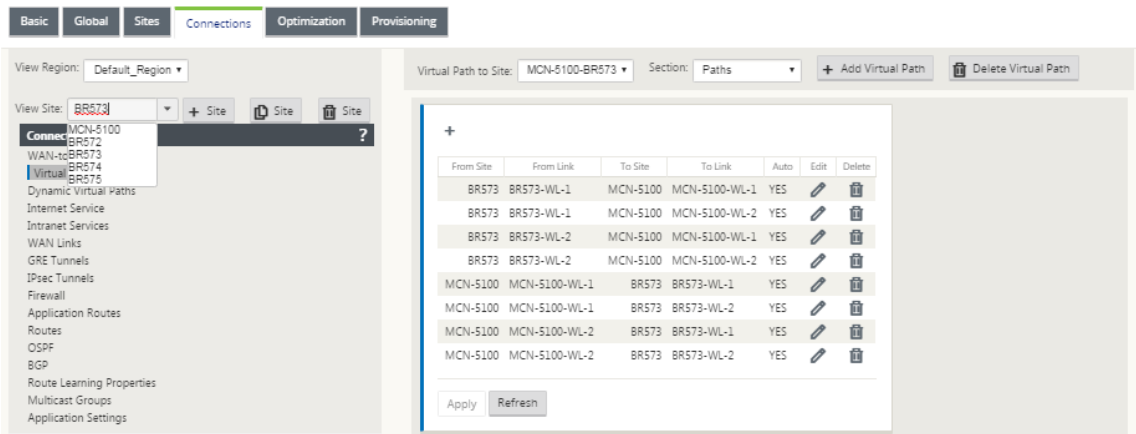 Basic Global Sites Connections Optimization Provisioning
View Region: Default_Region
Virtual Path to Site: MCN-5100-BR573 Section: Paths + Add Virtual Path Delete Virtual Path
View Site: BR573 + Site Site Site
MCN-5100
BR572
BR573
BR574
BR575
Connec ?
WAN-to
Virtual
Dynamic Virtual Paths
Internet Service
Intranet Services
WAN Links
GRE Tunnels
IPsec Tunnels
Firewall
Application Routes
Routes
OSPF
BGP
Route Learning Properties
Multicast Groups
Application Settings
+
From Site From Link To Site To Link Auto Edit Delete
BR573 BR573-WL-1 MCN-5100 MCN-5100-WL-1 YES
BR573 BR573-WL-1 MCN-5100 MCN-5100-WL-2 YES
BR573 BR573-WL-2 MCN-5100 MCN-5100-WL-1 YES
BR573 BR573-WL-2 MCN-5100 MCN-5100-WL-2 YES
MCN-5100 MCN-5100-WL-1 BR573 BR573-WL-1 YES
MCN-5100 MCN-5100-WL-1 BR573 BR573-WL-2 YES
MCN-5100 MCN-5100-WL-2 BR573 BR573-WL-1 YES
MCN-5100 MCN-5100-WL-2 BR573 BR573-WL-2 YES
Apply Refresh